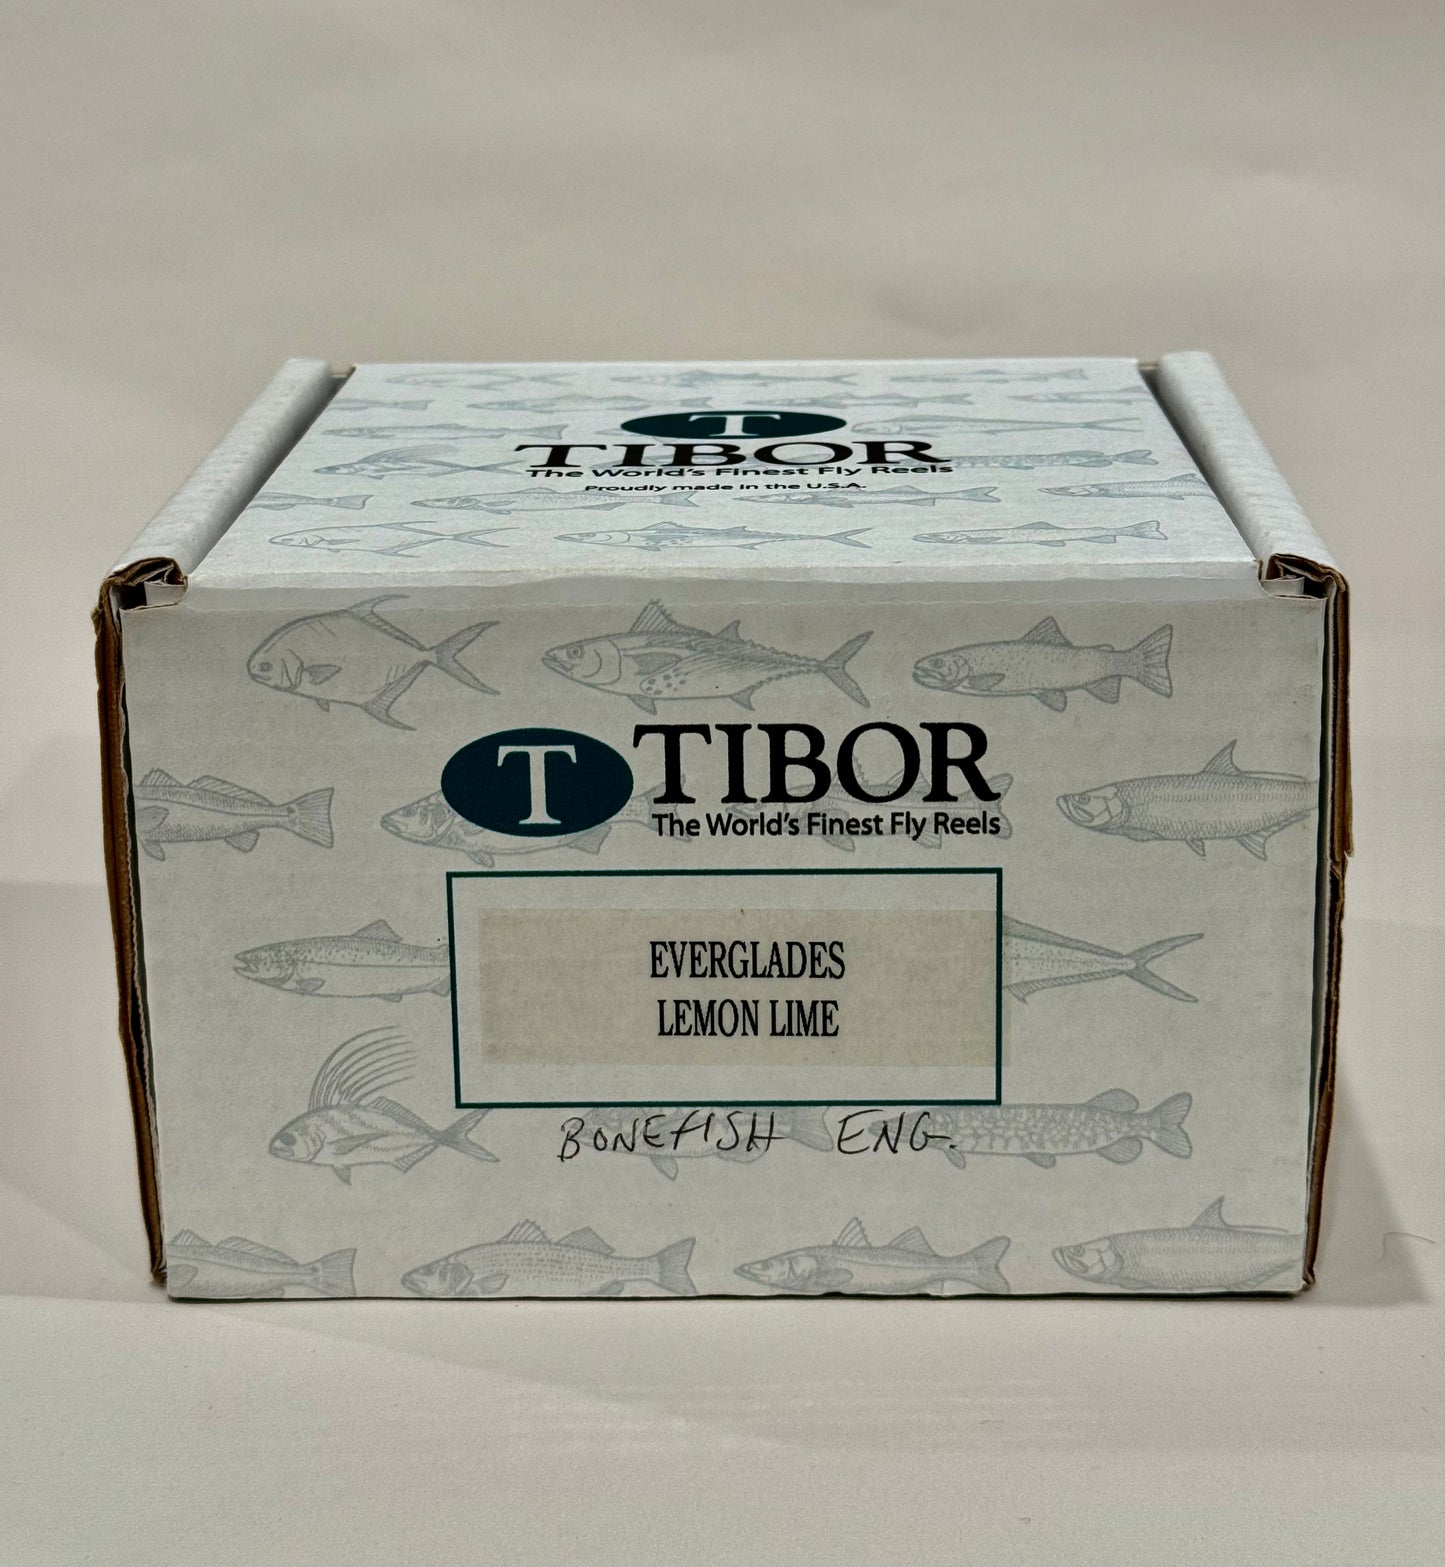 T
TIBOR
The World's Finest Fly Reels
Proudly made in the U.S.A.
T TIBOR
The World's Finest Fly Reels
EVERGLADES
LEMON LIME
BONEFISH ENG.